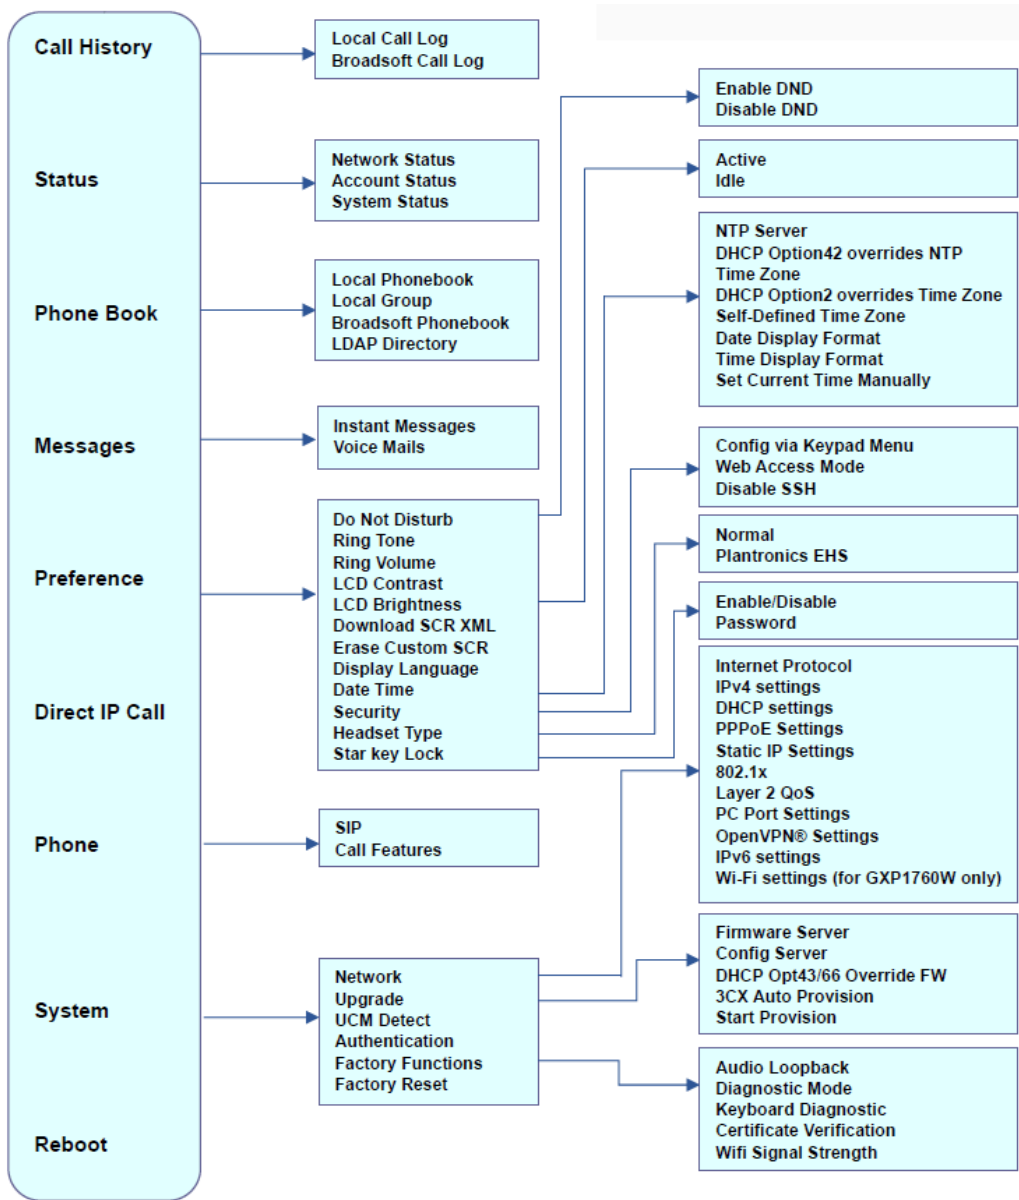 Call History
Local Call Log
Broadsoft Call Log
Status
Network Status
Account Status
System Status
Phone Book
Local Phonebook
Local Group
Broadsoft Phonebook
LDAP Directory
Messages
Instant Messages
Voice Mails
Preference
Do Not Disturb
Ring Tone
Ring Volume
LCD Contrast
LCD Brightness
Download SCR XML
Erase Custom SCR
Display Language
Date Time
Security
Headset Type
Star key Lock
Enable DND
Disable DND
Active
Idle
NTP Server
DHCP Option42 overrides NTP
Time Zone
DHCP Option2 overrides Time Zone
Self-Defined Time Zone
Date Display Format
Time Display Format
Set Current Time Manually
Config via Keypad Menu
Web Access Mode
Disable SSH
Normal
Plantronics EHS
Enable/Disable
Password
Direct IP Call
Phone
SIP
Call Features
System
Network
Upgrade
UCM Detect
Authentication
Factory Functions
Factory Reset
Internet Protocol
IPv4 settings
DHCP settings
PPPoE Settings
Static IP Settings
802.1x
Layer 2 QoS
PC Port Settings
OpenVPN® Settings
IPv6 settings
Wi-Fi settings (for GXP1760W only)
Firmware Server
Config Server
DHCP Opt43/66 Override FW
3CX Auto Provision
Start Provision
Audio Loopback
Diagnostic Mode
Keyboard Diagnostic
Certificate Verification
Wifi Signal Strength
Reboot